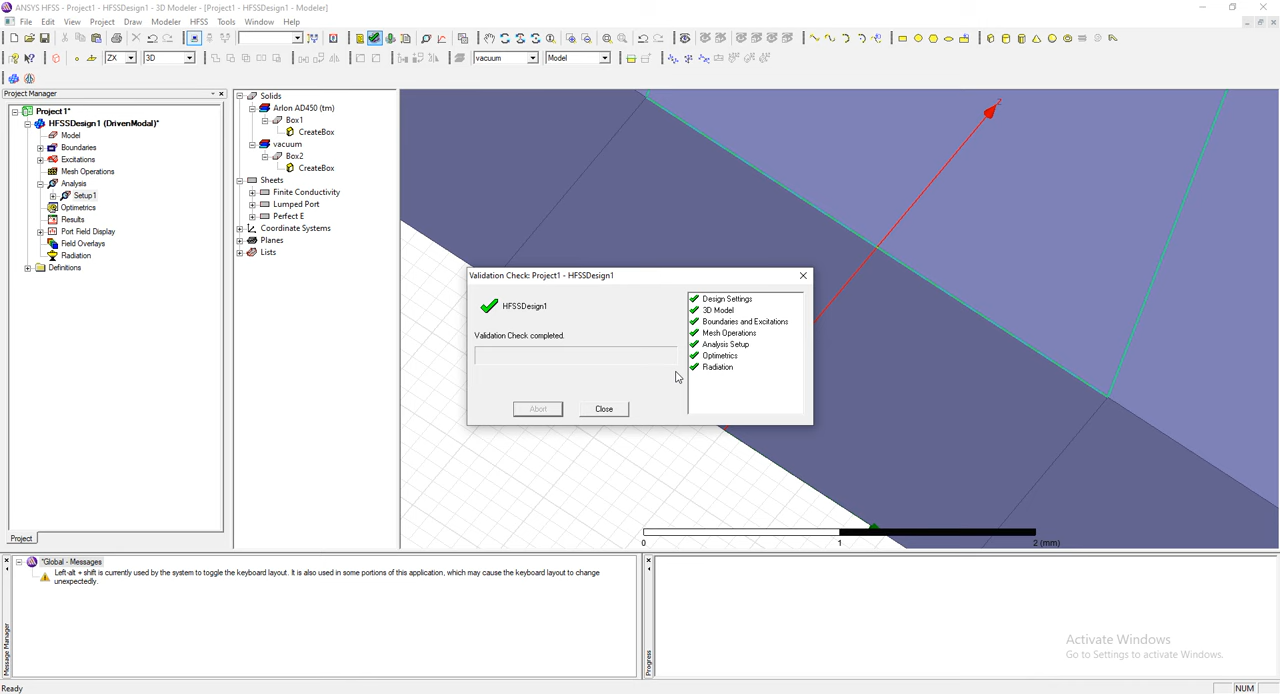 ANSYS HFSS - Project1 - HFSSDesign1 - 3D Modeler - [Project1 - HFSSDesign1 - Modeler]
File Edit View Project Draw Modeler HFSS Tools Window Help
ZX 3D vacuum Model
Project Manager
Project1*
HFSSDesign1 (DrivenModal)*
Model
Boundaries
Excitations
Mesh Operations
Analysis
Setup1
Optimetrics
Results
Port Field Display
Field Overlays
Radiation
Definitions
Project
Solids
Arlon AD450 (tm)
Box1
CreateBox
vacuum
Box2
CreateBox
Sheets
Finite Conductivity
Lumped Port
Perfect E
Coordinate Systems
Planes
Lists
Z
Validation Check: Project1 - HFSSDesign1
HFSSDesign1
Validation Check completed.
Abort Close
Design Settings
3D Model
Boundaries and Excitations
Mesh Operations
Analysis Setup
Optimetrics
Radiation
0 1 2 (mm)
*Global - Messages
Left-alt + shift is currently used by the system to toggle the keyboard layout. It is also used in some portions of this application, which may cause the keyboard layout to change
unexpectedly.
Message Manager
Progress
Activate Windows
Go to Settings to activate Windows.
Ready
NUM